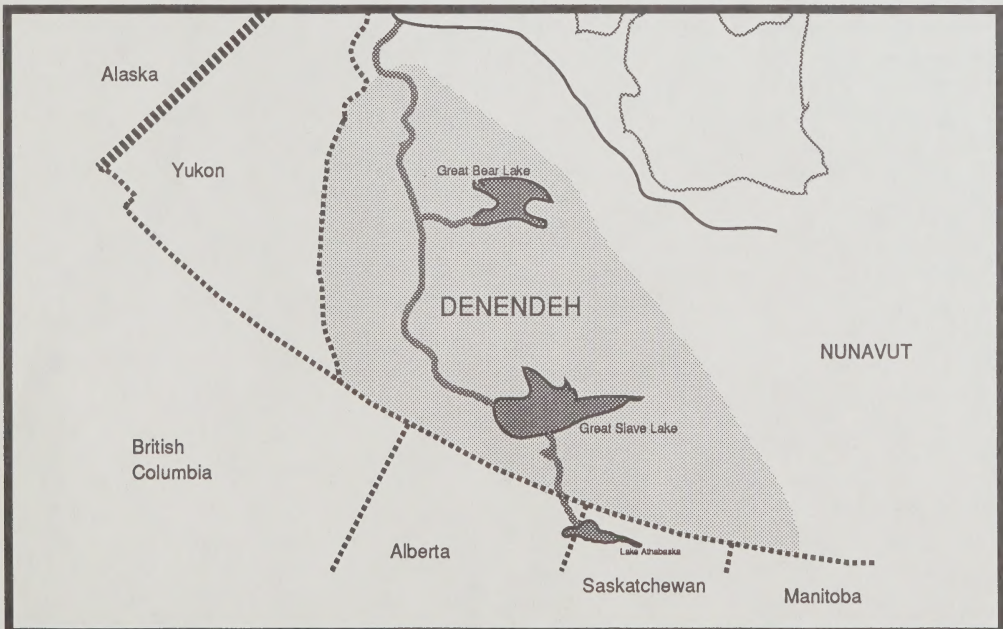 Alaska
Yukon
Great Bear Lake
DENENDEH
NUNAVUT
Great Slave Lake
British
Columbia
Alberta
Lake Athabaska
Saskatchewan
Manitoba